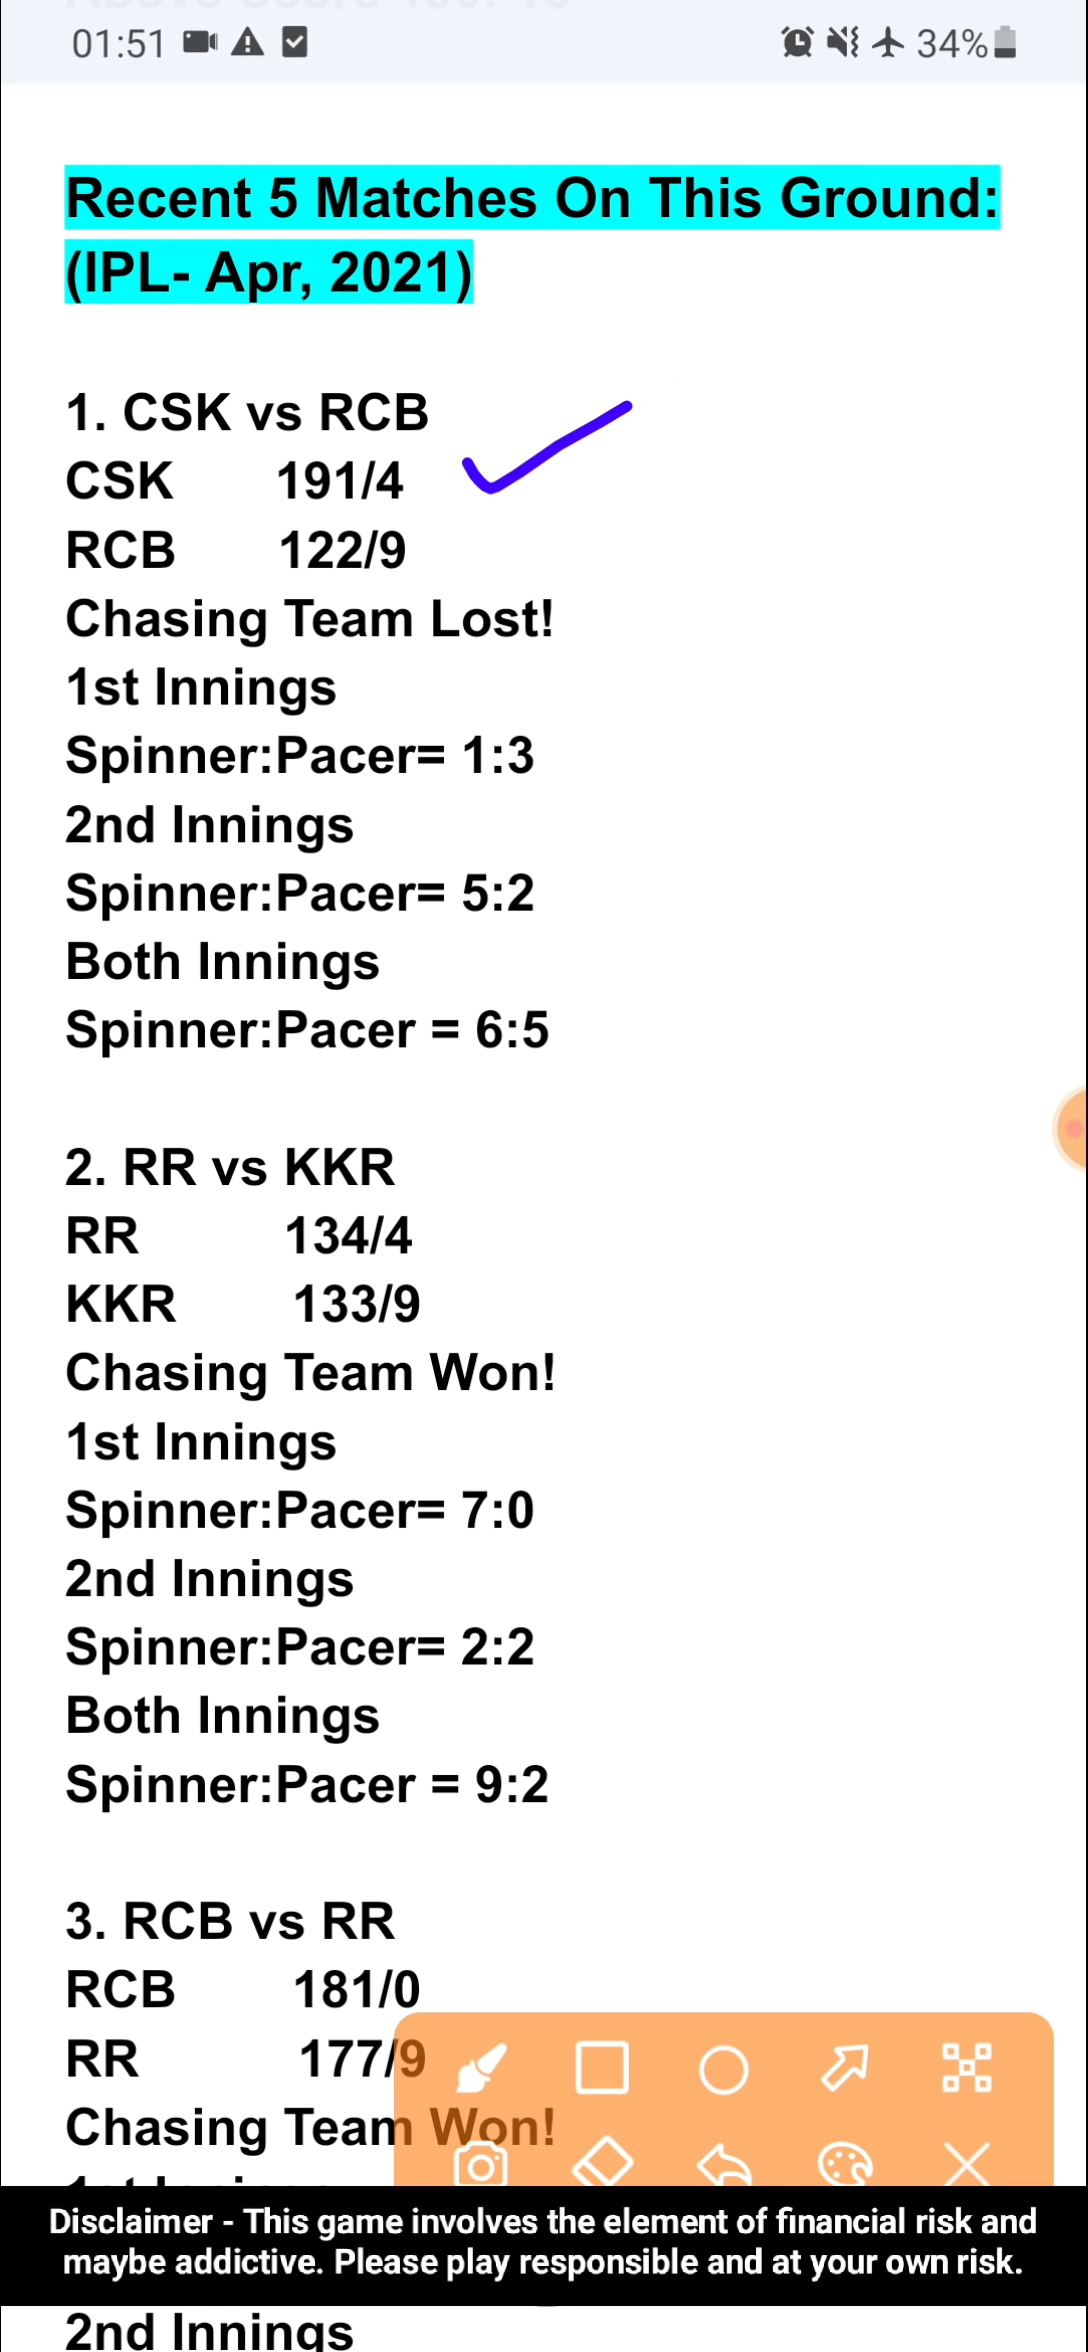 01:51 34%
Recent 5 Matches On This Ground:
(IPL- Apr, 2021)
1. CSK vs RCB
CSK 191/4
RCB 122/9
Chasing Team Lost!
1st Innings
Spinner:Pacer= 1:3
2nd Innings
Spinner:Pacer= 5:2
Both Innings
Spinner:Pacer = 6:5
2. RR vs KKR
RR 134/4
KKR 133/9
Chasing Team Won!
1st Innings
Spinner:Pacer= 7:0
2nd Innings
Spinner:Pacer= 2:2
Both Innings
Spinner:Pacer = 9:2
3. RCB vs RR
RCB 181/0
RR 177/9
Chasing Team Won!
Disclaimer - This game involves the element of financial risk and
maybe addictive. Please play responsible and at your own risk.
2nd Innings